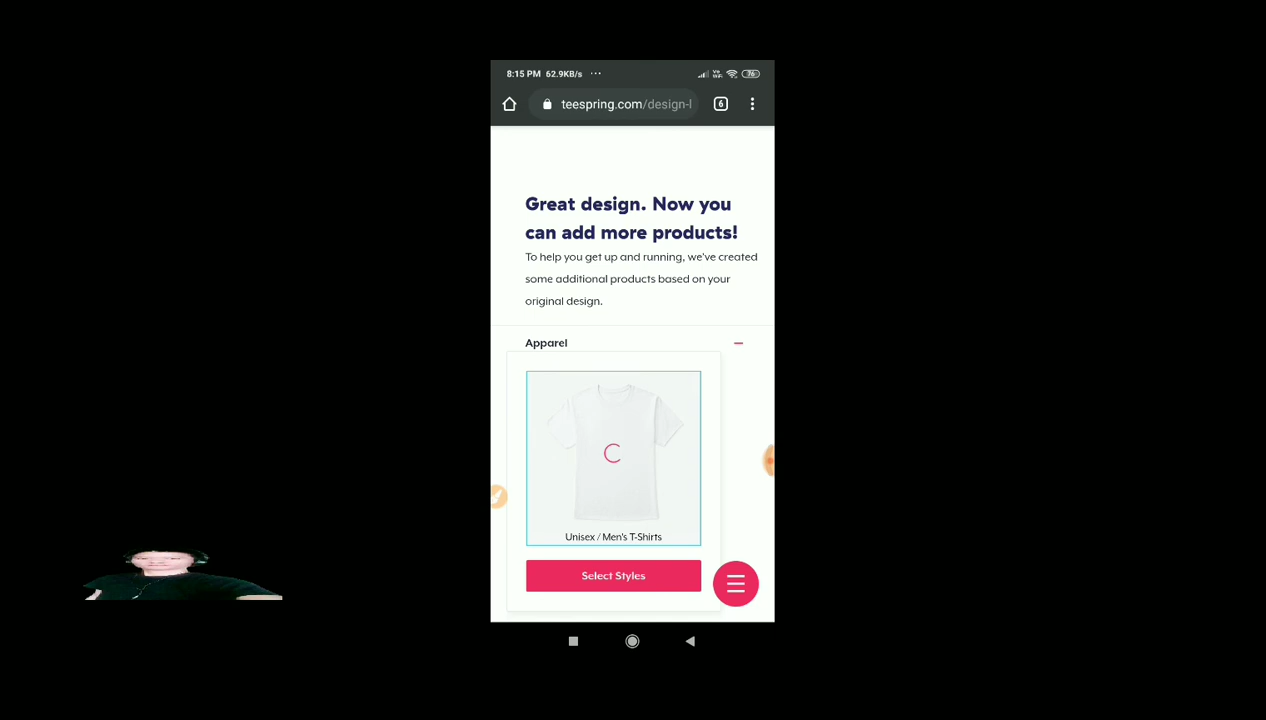 8:15 PM 62.9KB/s ··· 76
teespring.com/design-l 6
Great design. Now you
can add more products!
To help you get up and running, we've created
some additional products based on your
original design.
Apparel
Unisex / Men's T-Shirts
Select Styles